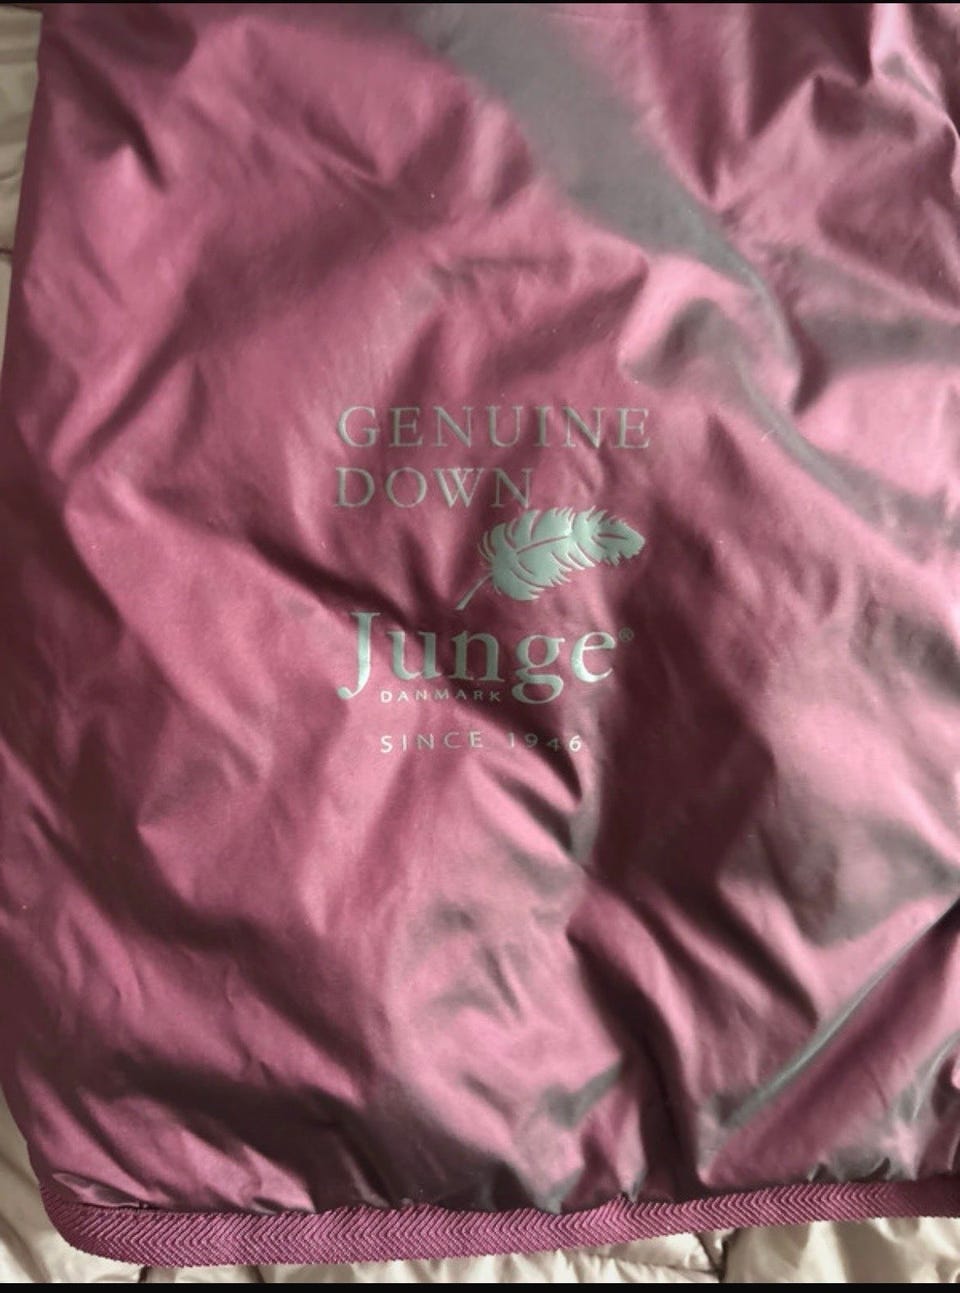 GENUINE
DOWN
Junge®
DANMARK
SINCE 1946